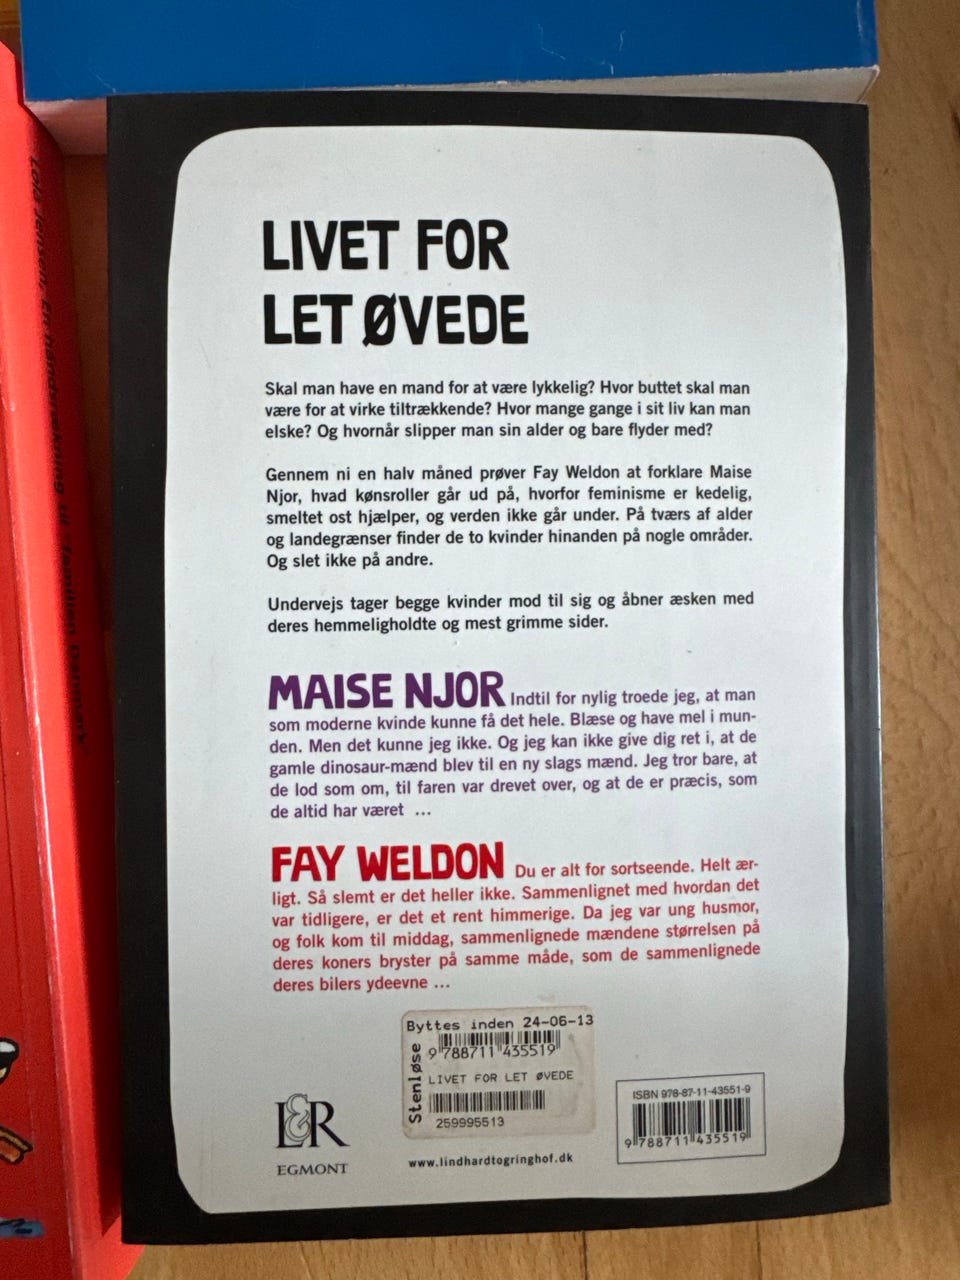 LIVET FOR
LET ØVEDE
Skal man have en mand for at være lykkelig? Hvor buttet skal man
være for at virke tiltrækkende? Hvor mange gange i sit liv kan man
elske? Og hvornår slipper man sin alder og bare flyder med?
Gennem ni en halv måned prøver Fay Weldon at forklare Maise
Njor, hvad kønsroller går ud på, hvorfor feminisme er kedelig,
smeltet ost hjælper, og verden ikke går under. På tværs af alder
og landegrænser finder de to kvinder hinanden på nogle områder.
Og slet ikke på andre.
Undervejs tager begge kvinder mod til sig og åbner æsken med
deres hemmeligholdte og mest grimme sider.
MAISE NJOR Indtil for nylig troede jeg, at man
som moderne kvinde kunne få det hele. Blæse og have mel i mun-
den. Men det kunne jeg ikke. Og jeg kan ikke give dig ret i, at de
gamle dinosaur-mænd blev til en ny slags mænd. Jeg tror bare, at
de lod som om, til faren var drevet over, og at de er præcis, som
de altid har været ...
FAY WELDON Du er alt for sortseende. Helt ær-
ligt. Så slemt er det heller ikke. Sammenlignet med hvordan det
var tidligere, er det et rent himmerige. Da jeg var ung husmor,
og folk kom til middag, sammenlignede mændene størrelsen på
deres koners bryster på samme måde, som de sammenlignede
deres bilers ydeevne ...
Byttes inden 24-06-13
Stenløse
9 788711 435519
LIVET FOR LET ØVEDE
259995513
L&R
EGMONT
www.lindhardtogringhof.dk
ISBN 978-87-11-43551-9
9 788711 435519
Lola Jensen: En håndsrækning til "familien Danmark"